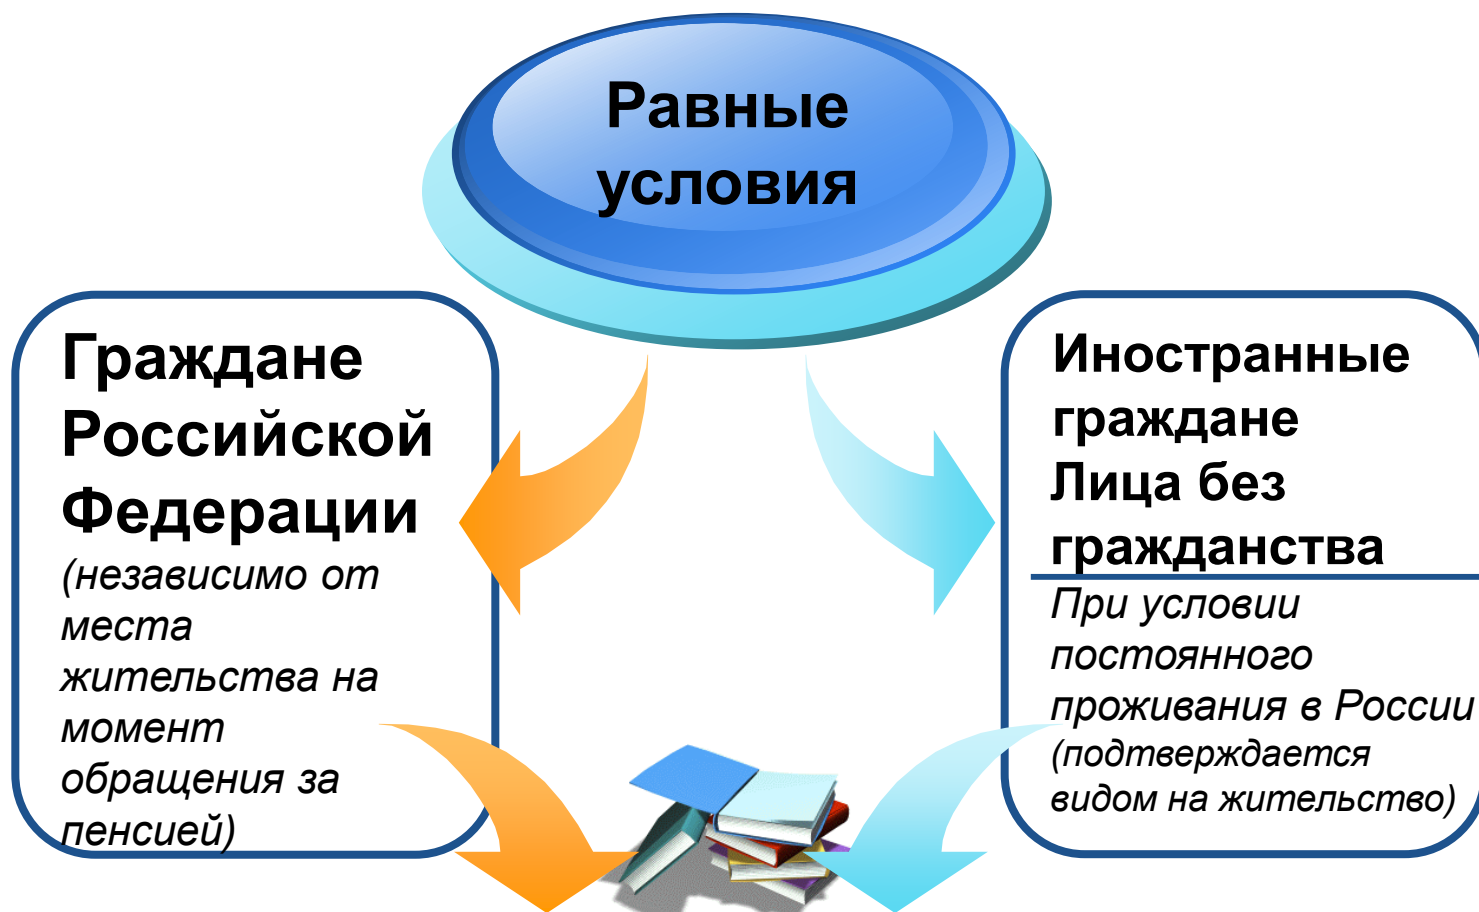 Равные
условия
Граждане
Российской
Федерации
(независимо от
места
жительства на
момент
обращения за
пенсией)
Иностранные
граждане
Лица без
гражданства
При условии
постоянного
проживания в России
(подтверждается
видом на жительство)